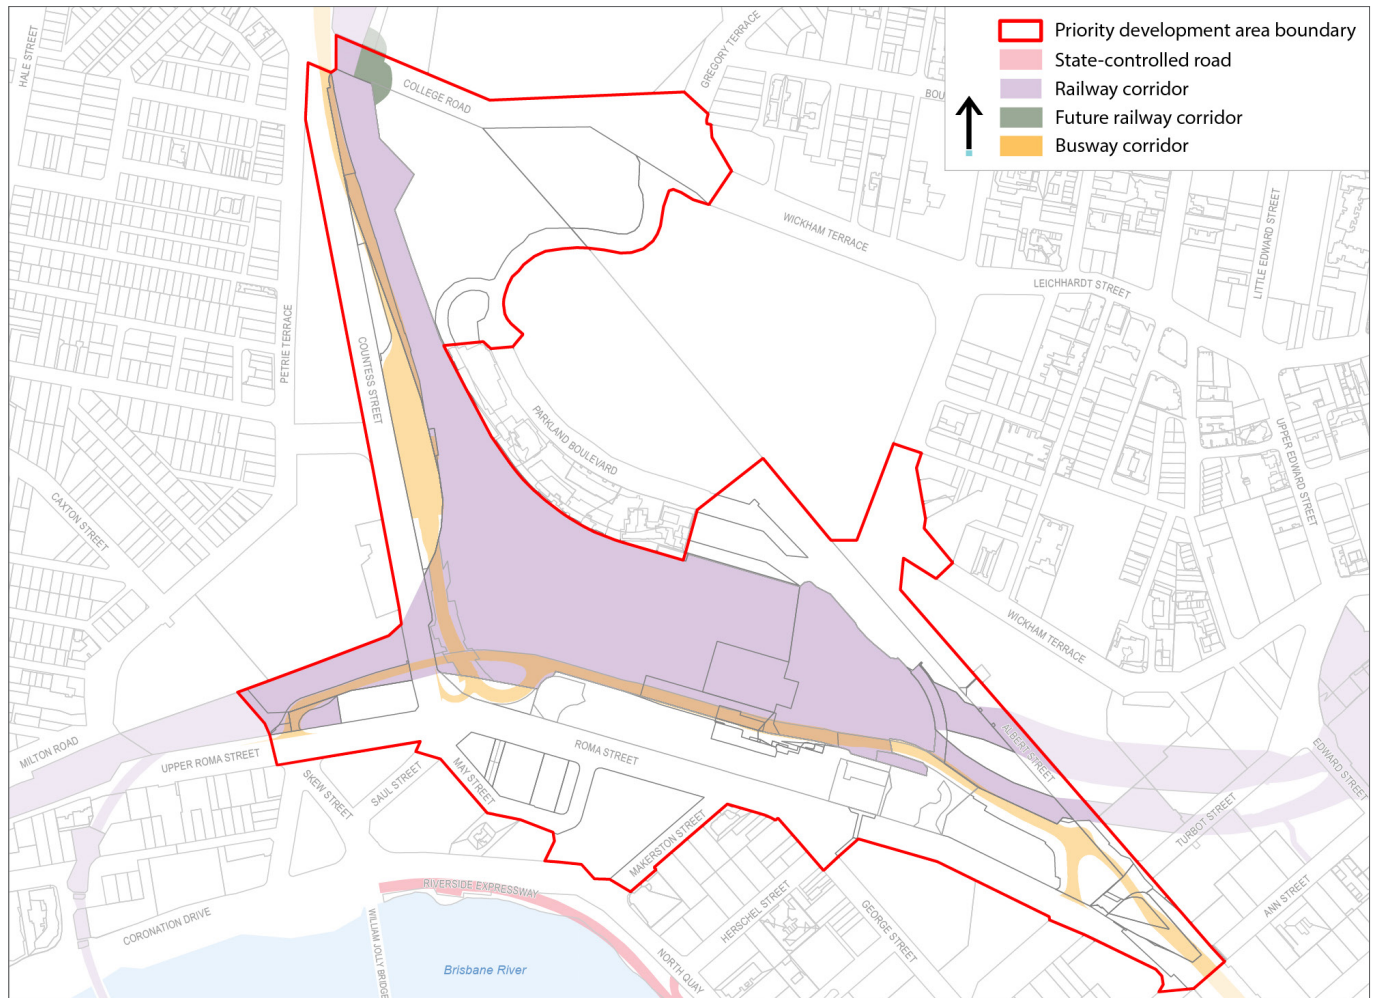 Priority development area boundary
State-controlled road
Railway corridor
Future railway corridor
Busway corridor
HALE STREET
GREGORY TERRACE
COLLEGE ROAD
BOU
WICKHAM TERRACE
LITTLE EDWARD STREET
LEICHHARDT STREET
PETRIE TERRACE
COUNTESS STREET
PARKLAND BOULEVARD
UPPER EDWARD STREET
CAXTON STREET
WICKHAM TERRACE
ALBERT STREET
EDWARD STREET
MILTON ROAD
UPPER ROMA STREET
ROMA STREET
SKEW STREET
SAUL STREET
MAY STREET
TURBOT STREET
MAKERSTON STREET
RIVERSIDE EXPRESSWAY
HERSCHEL STREET
GEORGE STREET
ANN STREET
CORONATION DRIVE
WILLIAM JOLLY BRIDGE
NORTH QUAY
Brisbane River